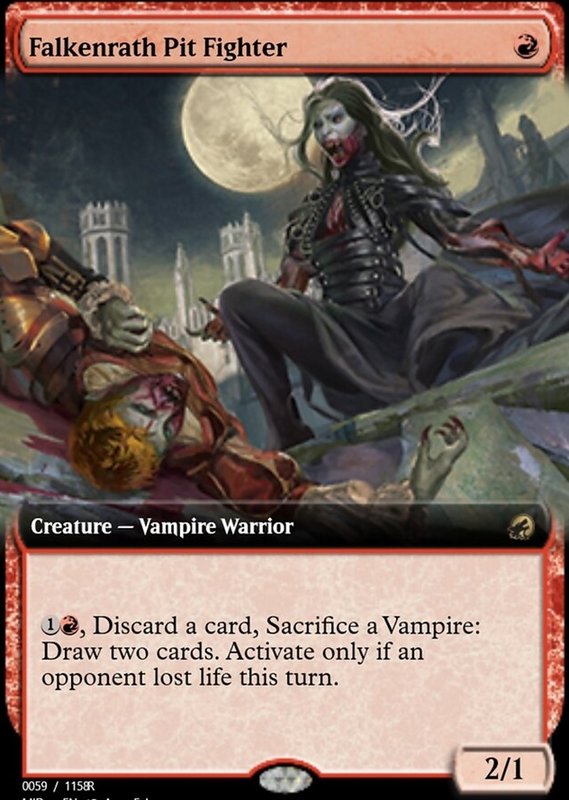 Falkenrath Pit Fighter
Creature — Vampire Warrior
1, Discard a card, Sacrifice a Vampire:
Draw two cards. Activate only if an
opponent lost life this turn.
2/1
0059 / 1158R